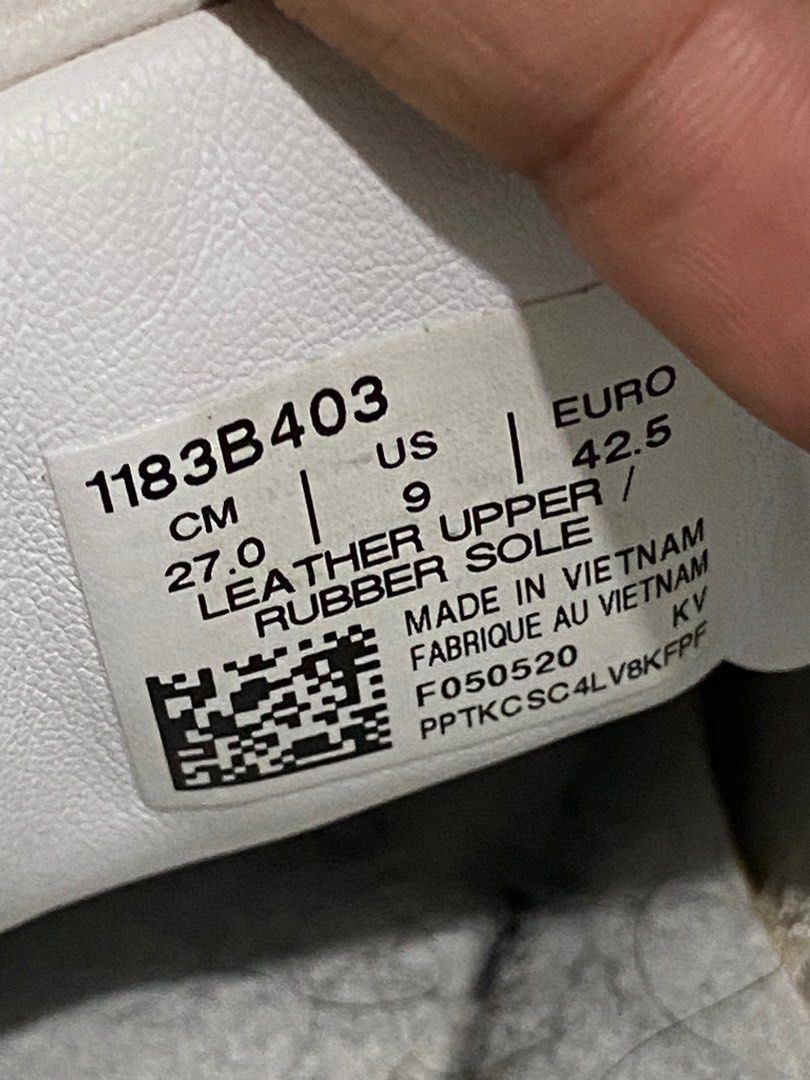 1183B403
CM | US | EURO
27.0 | 9 | 42.5
LEATHER UPPER /
RUBBER SOLE
MADE IN VIETNAM
FABRIQUE AU VIETNAM
KV
F050520
PPTKCSC4LV8KFPF